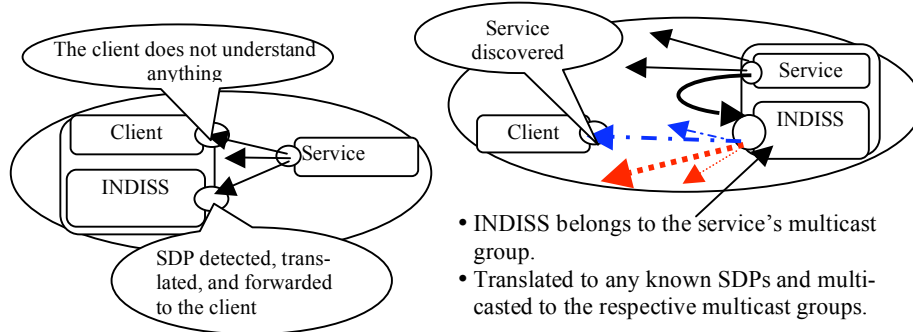 The client does not understand
anything
Client
INDISS
Service
SDP detected, trans-
lated, and forwarded
to the client
Service
discovered
Service
INDISS
Client
• INDISS belongs to the service's multicast
group.
• Translated to any known SDPs and multi-
casted to the respective multicast groups.